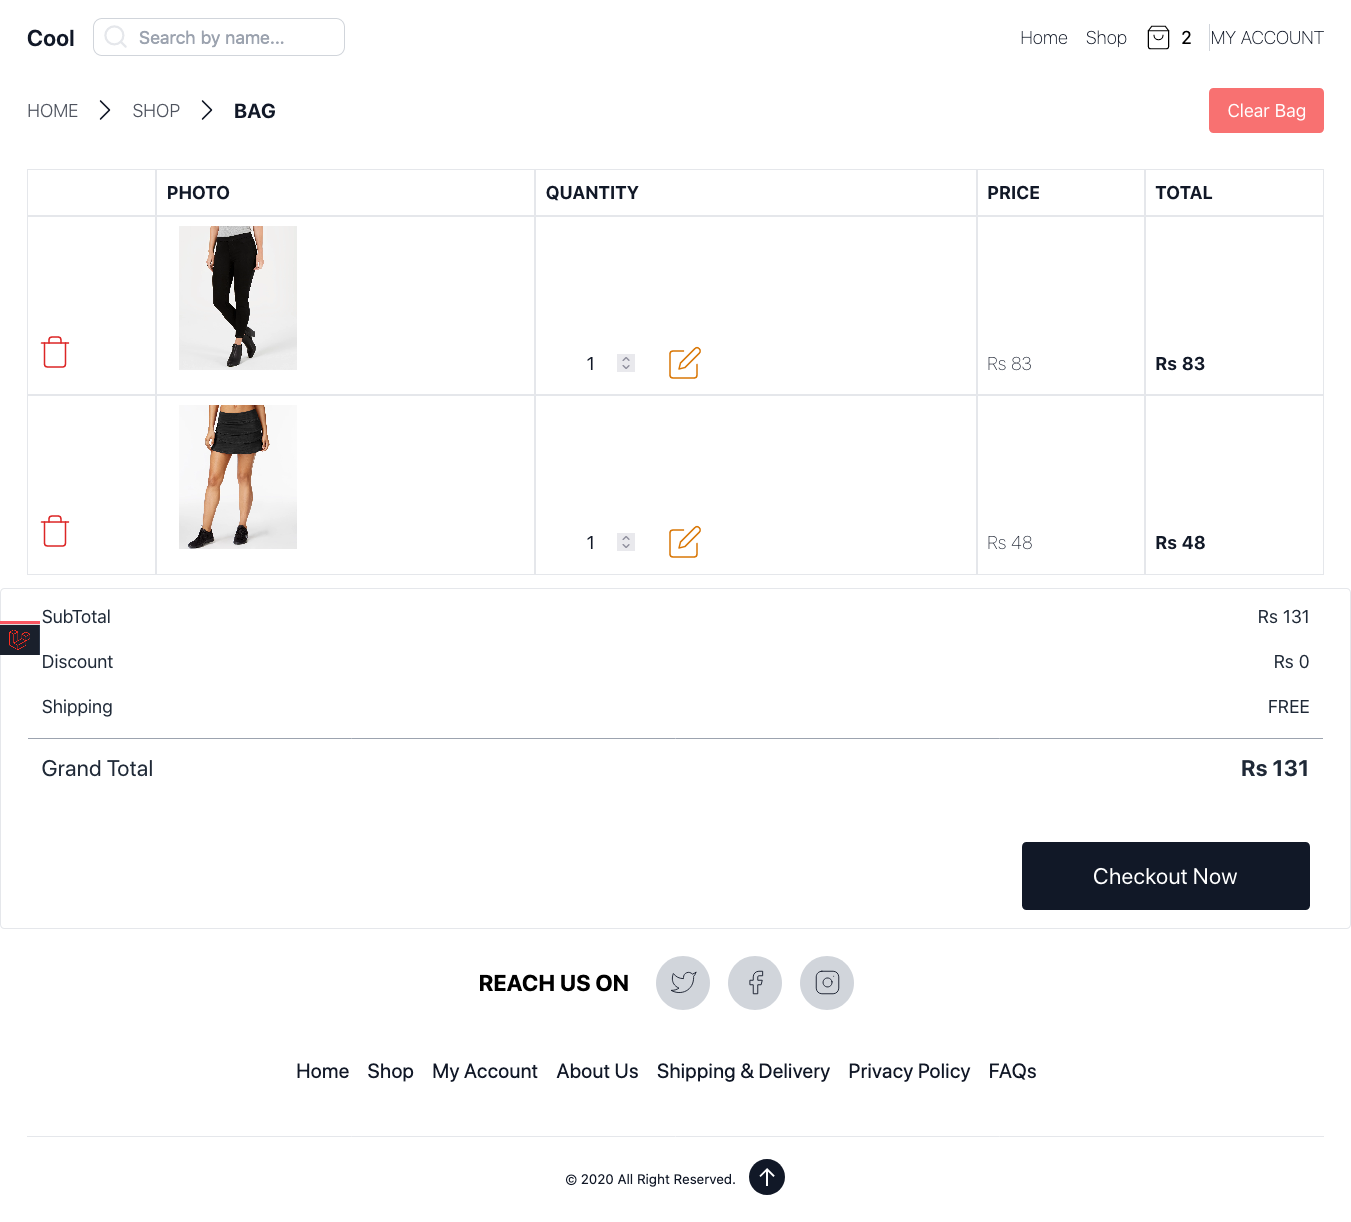 Cool Search by name... Home Shop 2 MY ACCOUNT
HOME SHOP BAG Clear Bag
PHOTO QUANTITY PRICE TOTAL
1 Rs 83 Rs 83
1 Rs 48 Rs 48
SubTotal Rs 131
Discount Rs 0
Shipping FREE
Grand Total Rs 131
Checkout Now
REACH US ON
Home Shop My Account About Us Shipping & Delivery Privacy Policy FAQs
© 2020 All Right Reserved.